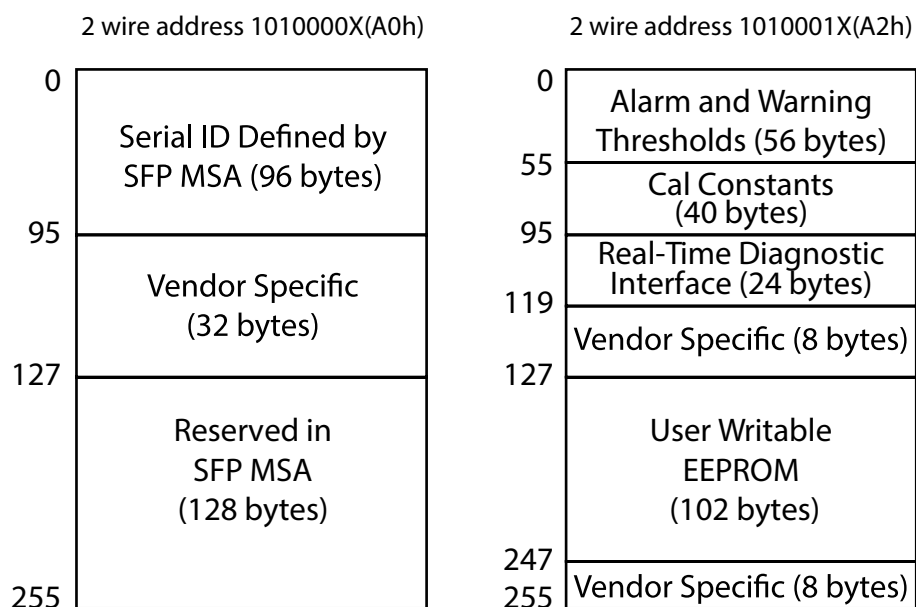 2 wire address 1010000X(A0h)
0
Serial ID Defined by
SFP MSA (96 bytes)
95
Vendor Specific
(32 bytes)
127
Reserved in
SFP MSA
(128 bytes)
255
2 wire address 1010001X(A2h)
0
Alarm and Warning
Thresholds (56 bytes)
55
Cal Constants
(40 bytes)
95
Real-Time Diagnostic
Interface (24 bytes)
119
Vendor Specific (8 bytes)
127
User Writable
EEPROM
(102 bytes)
247
Vendor Specific (8 bytes)
255